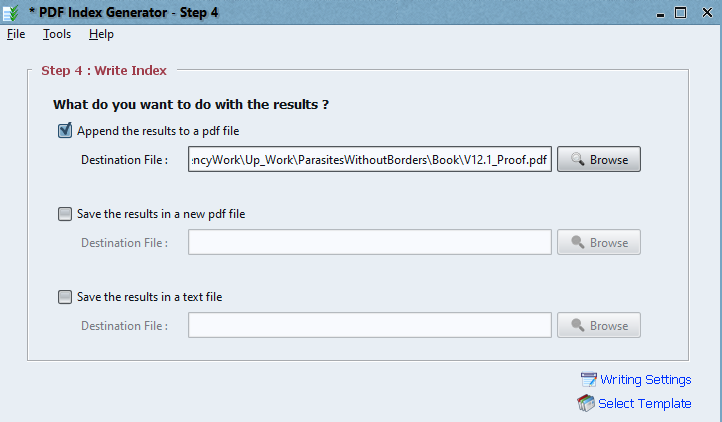 * PDF Index Generator - Step 4
File Tools Help
Step 4 : Write Index
What do you want to do with the results ?
Append the results to a pdf file
Destination File : encyWork\Up_Work\ParasitesWithoutBorders\Book\V12.1_Proof.pdf Browse
Save the results in a new pdf file
Destination File : Browse
Save the results in a text file
Destination File : Browse
Writing Settings
Select Template